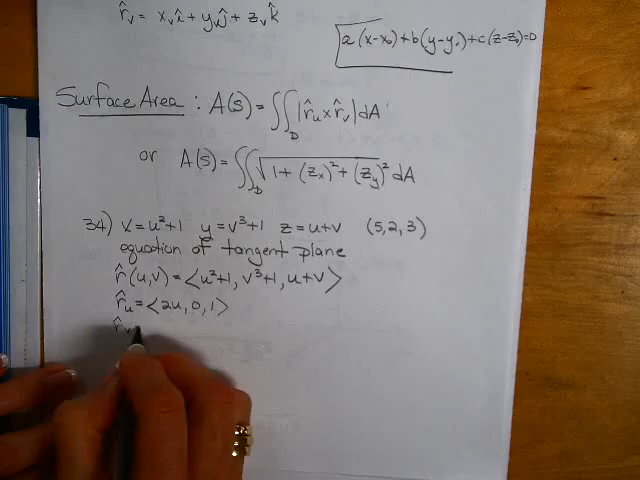 r̂ᵥ = xᵥî + yᵥĵ + zᵥk̂
a(x-x₀)+b(y-y₀)+c(z-z₀)=0
Surface Area : A(S) = ∬_D |r̂ᵤ x r̂ᵥ| dA
or A(S) = ∬_D √(1 + (zₓ)² + (z_y)²) dA
34) x = u²+1 y = v³+1 z = u+v (5,2,3)
equation of tangent plane
r̂(u,v) = <u²+1, v³+1, u+v>
r̂ᵤ = <2u, 0, 1>
r̂ᵥ